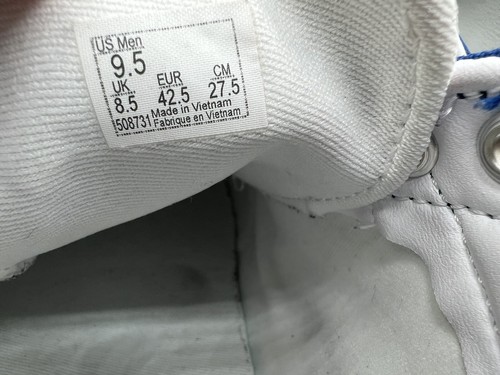 US Men
9.5
UK EUR CM
8.5 42.5 27.5
508731 Made in Vietnam
Fabrique en Vietnam